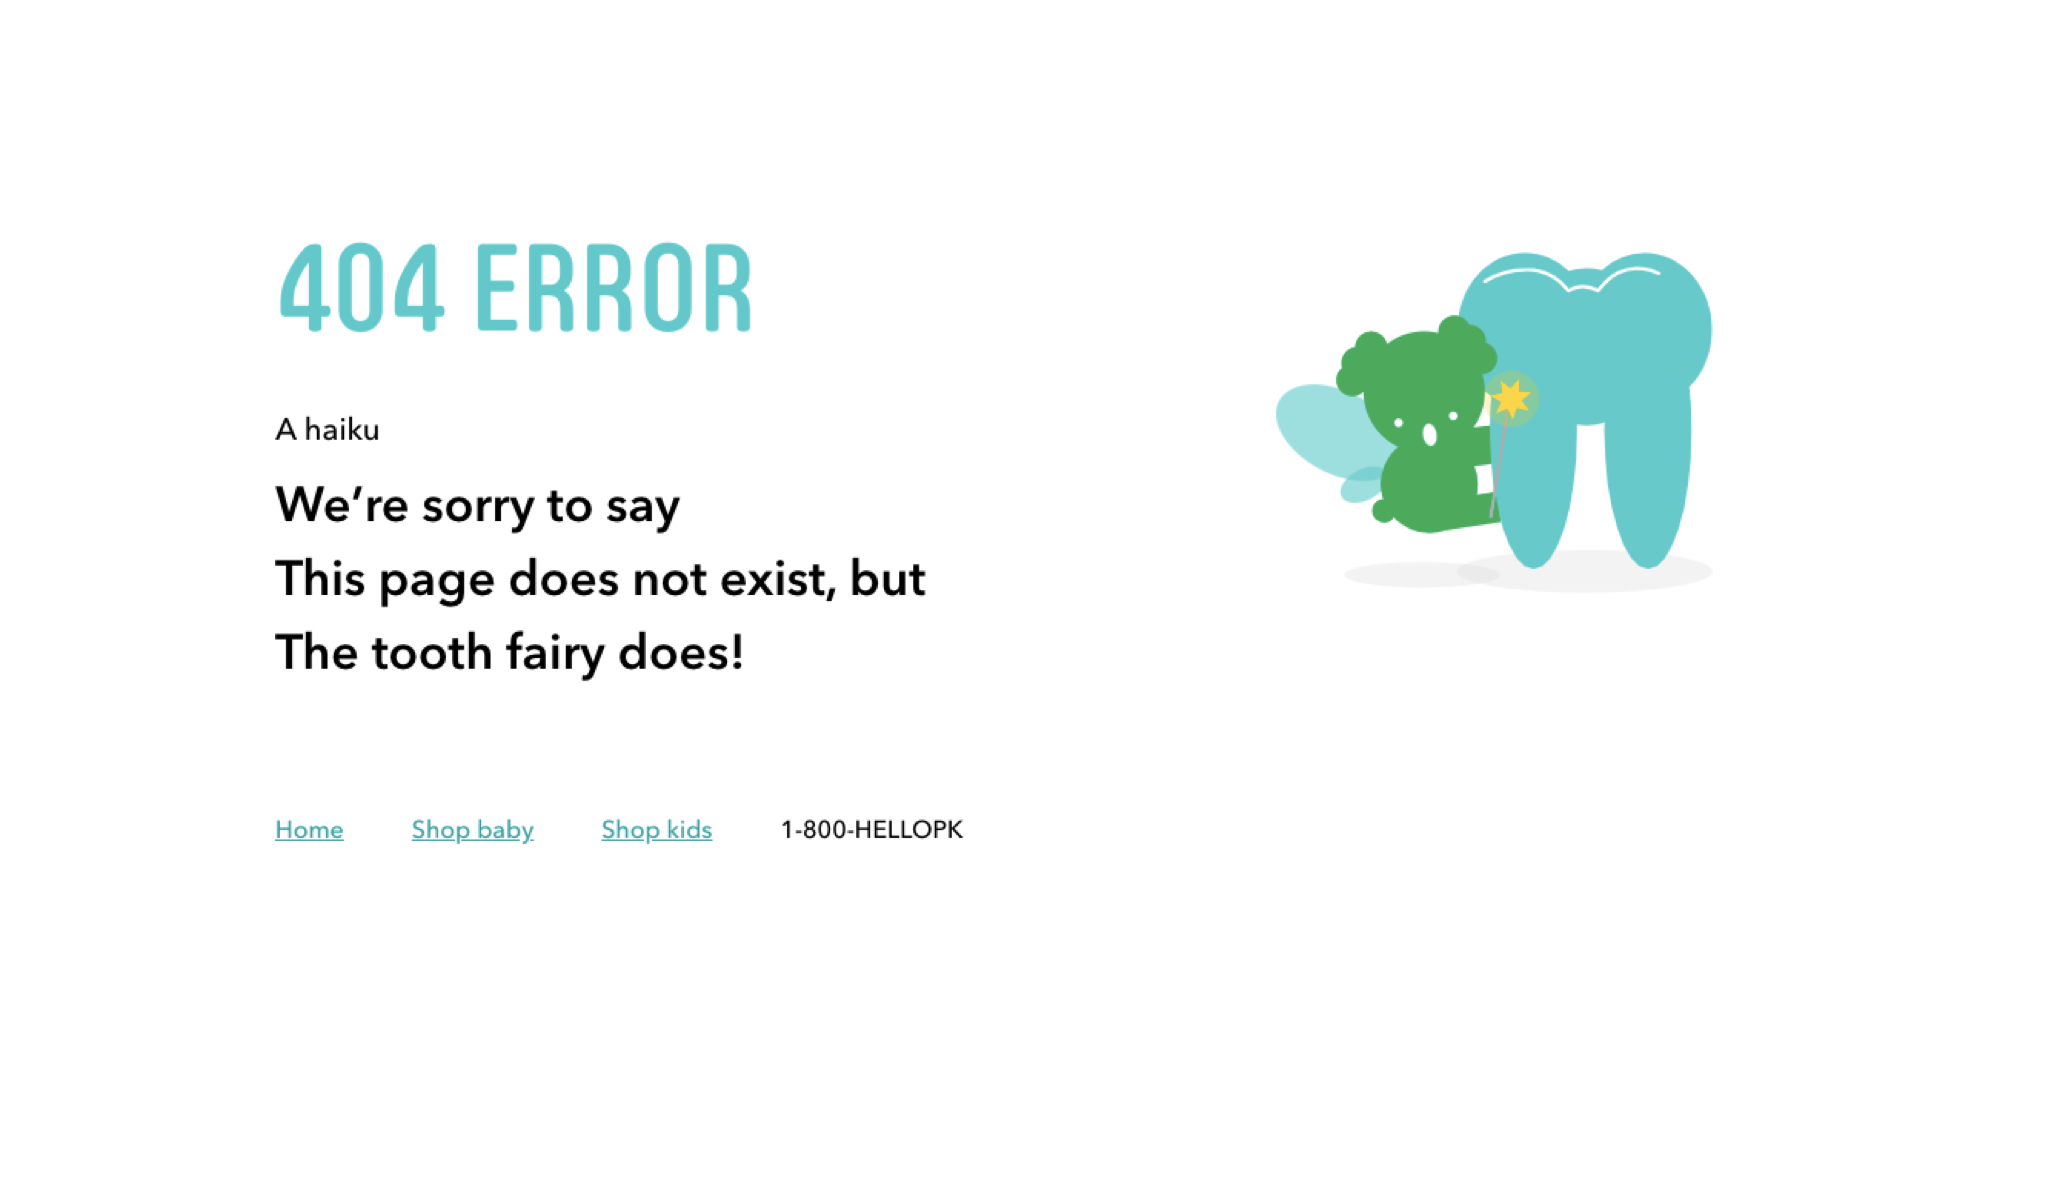 404 ERROR
A haiku
We’re sorry to say
This page does not exist, but
The tooth fairy does!
Home Shop baby Shop kids 1-800-HELLOPK